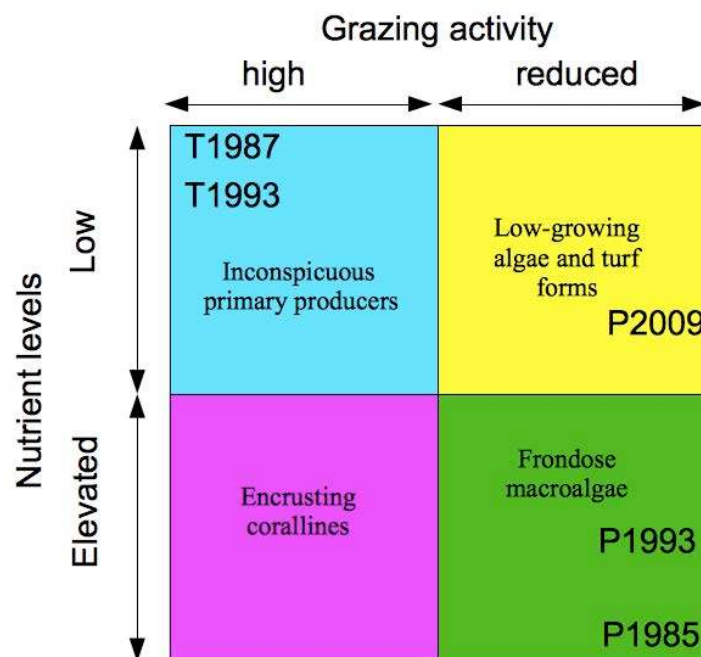 Grazing activity
high
reduced
Nutrient levels
Low
Elevated
T1987
T1993
Inconspicuous
primary producers
Low-growing
algae and turf
forms
P2009
Encrusting
corallines
Frondose
macroalgae
P1993
P1985